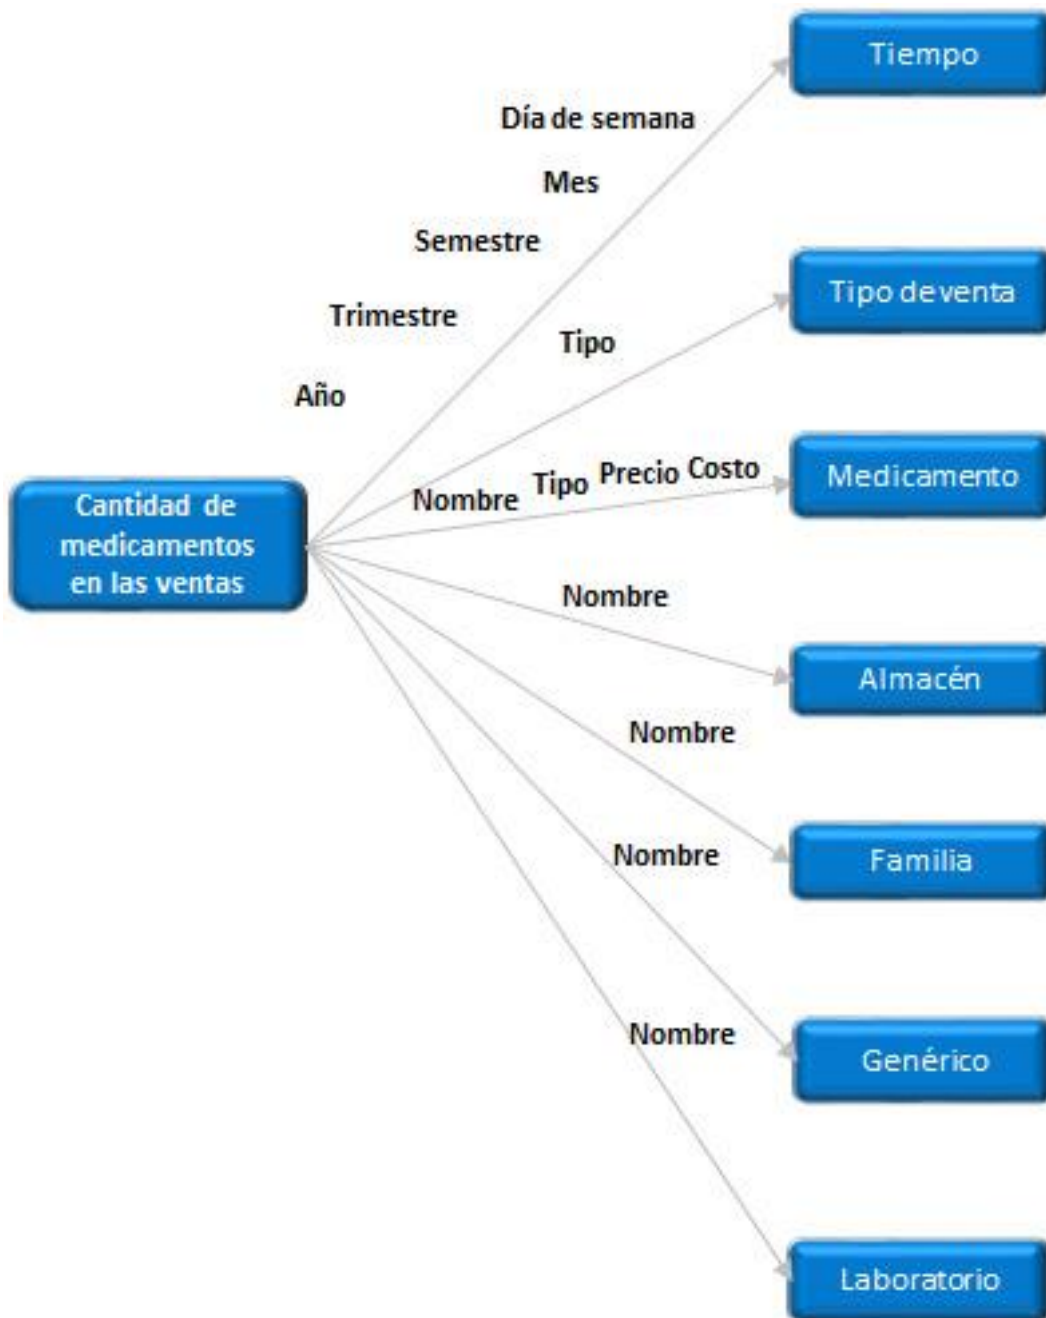 Tiempo
Día de semana
Mes
Semestre
Trimestre
Año
Tipo de venta
Tipo
Medicamento
Nombre Tipo Precio Costo
Cantidad de
medicamentos
en las ventas
Nombre
Almacén
Nombre
Familia
Nombre
Genérico
Nombre
Laboratorio